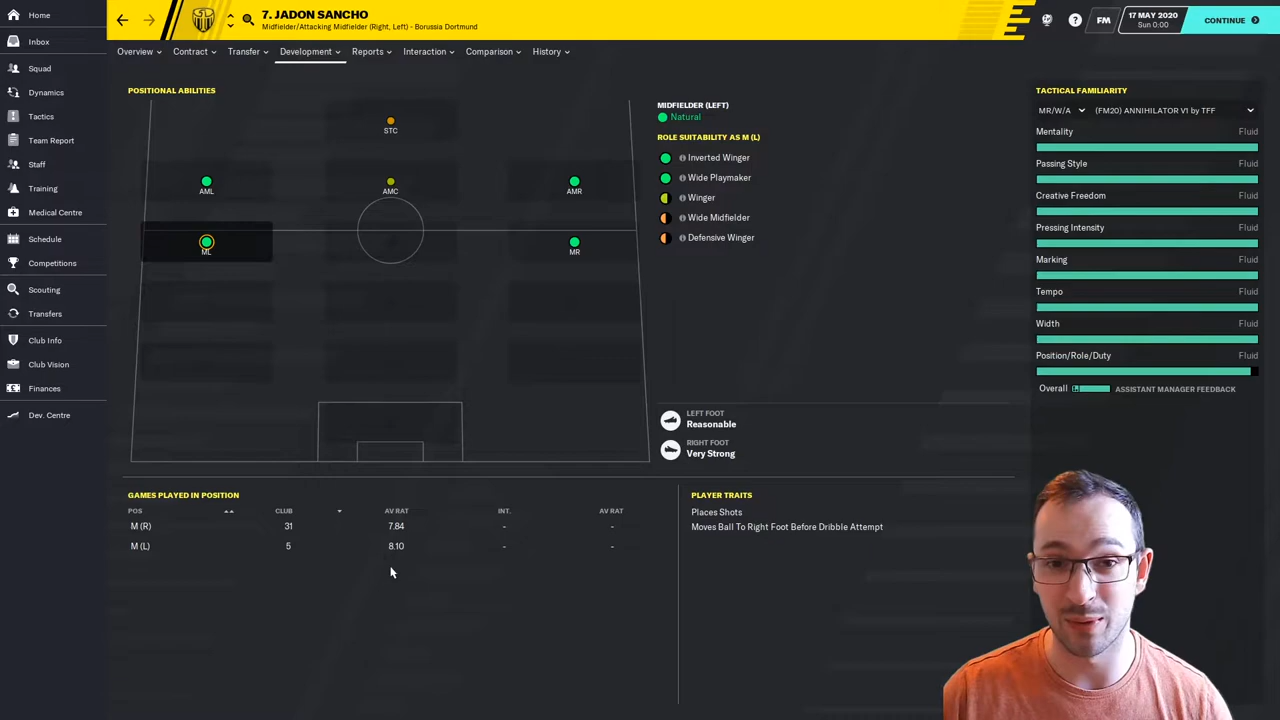 Home
Inbox
Squad
Dynamics
Tactics
Team Report
Staff
Training
Medical Centre
Schedule
Competitions
Scouting
Transfers
Club Info
Club Vision
Finances
Dev. Centre
7. JADON SANCHO
Midfielder/Attacking Midfielder (Right, Left) - Borussia Dortmund
FM
17 MAY 2020
Sun 0:00
CONTINUE
Overview
Contract
Transfer
Development
Reports
Interaction
Comparison
History
POSITIONAL ABILITIES
STC
AML
AMC
AMR
ML
MR
MIDFIELDER (LEFT)
Natural
ROLE SUITABILITY AS M (L)
Inverted Winger
Wide Playmaker
Winger
Wide Midfielder
Defensive Winger
LEFT FOOT
Reasonable
RIGHT FOOT
Very Strong
TACTICAL FAMILIARITY
MR/W/A (FM20) ANNIHILATOR V1 by TFF
Mentality Fluid
Passing Style Fluid
Creative Freedom Fluid
Pressing Intensity Fluid
Marking Fluid
Tempo Fluid
Width Fluid
Position/Role/Duty Fluid
Overall ASSISTANT MANAGER FEEDBACK
GAMES PLAYED IN POSITION
POS CLUB AV RAT INT. AV RAT
M (R) 31 7.84 - -
M (L) 5 8.10 - -
PLAYER TRAITS
Places Shots
Moves Ball To Right Foot Before Dribble Attempt